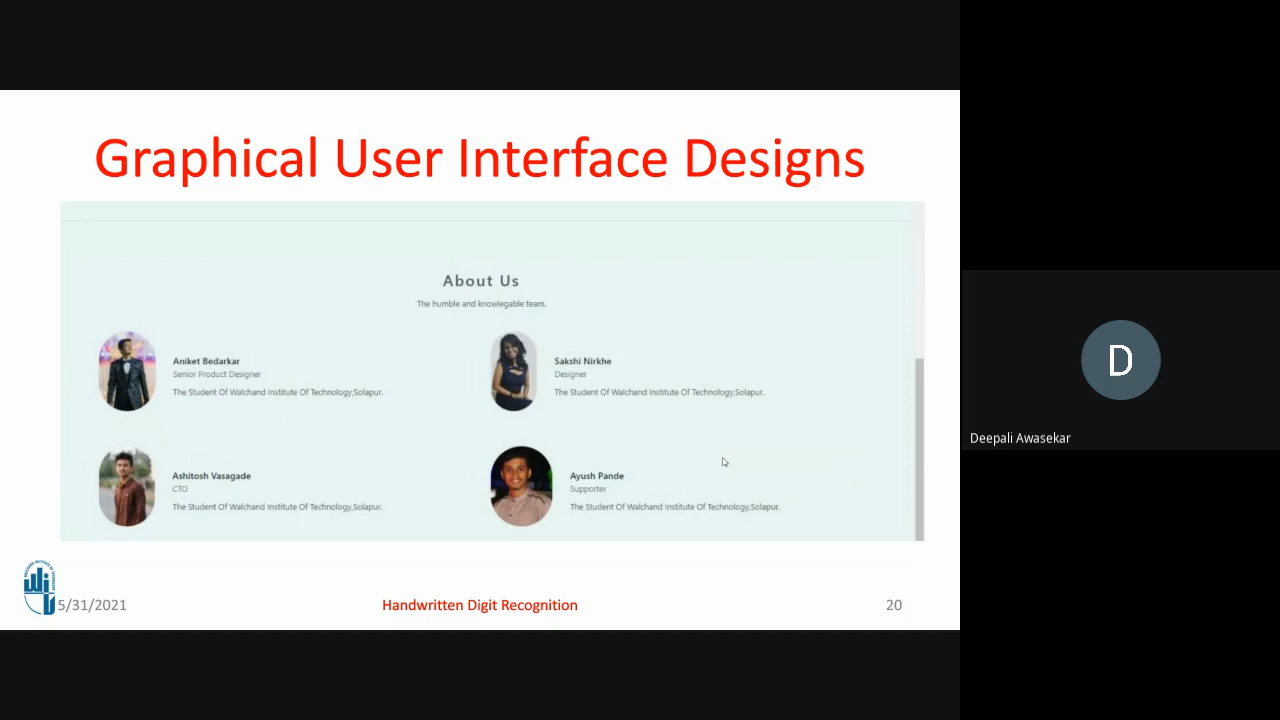 Graphical User Interface Designs
About Us
The humble and knowlegable team.
Aniket Bedarkar
Senior Product Designer
The Student Of Walchand Institute Of Technology,Solapur.
Sakshi Nirkhe
Designer
The Student Of Walchand Institute Of Technology,Solapur.
Ashitosh Vasagade
CTO
The Student Of Walchand Institute Of Technology,Solapur.
Ayush Pande
Supporter
The Student Of Walchand Institute Of Technology,Solapur.
5/31/2021
Handwritten Digit Recognition
20
D
Deepali Awasekar